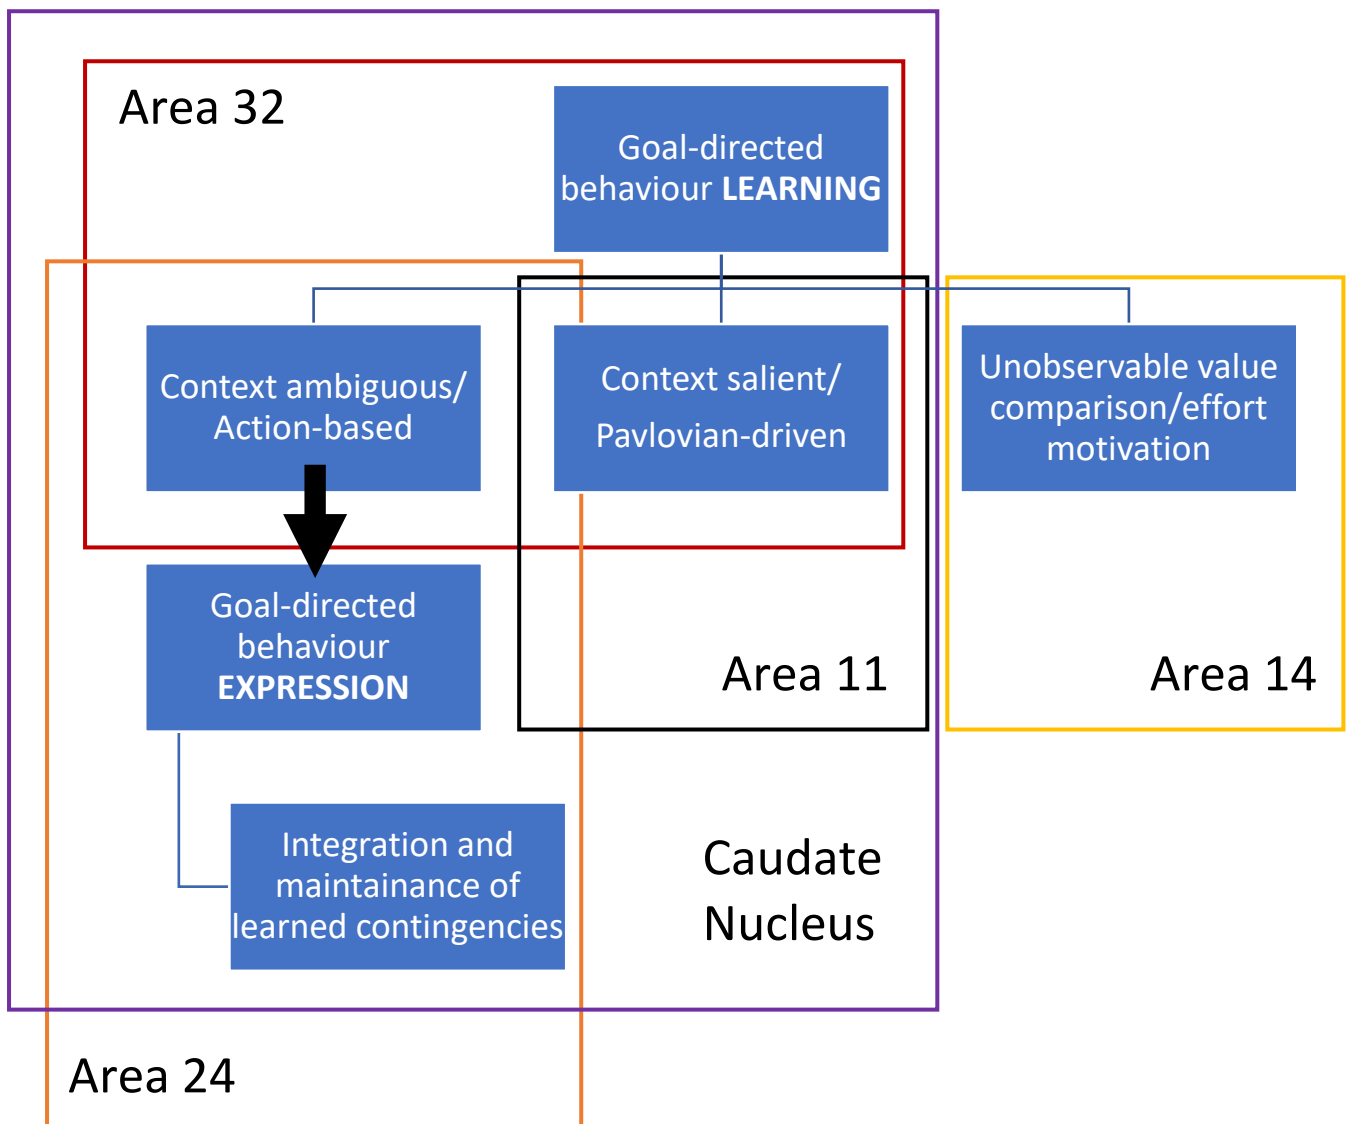 Area 32
Goal-directed
behaviour LEARNING
Context ambiguous/
Action-based
Context salient/
Pavlovian-driven
Unobservable value
comparison/effort
motivation
Goal-directed
behaviour
EXPRESSION
Area 11
Area 14
Integration and
maintainance of
learned contingencies
Caudate
Nucleus
Area 24